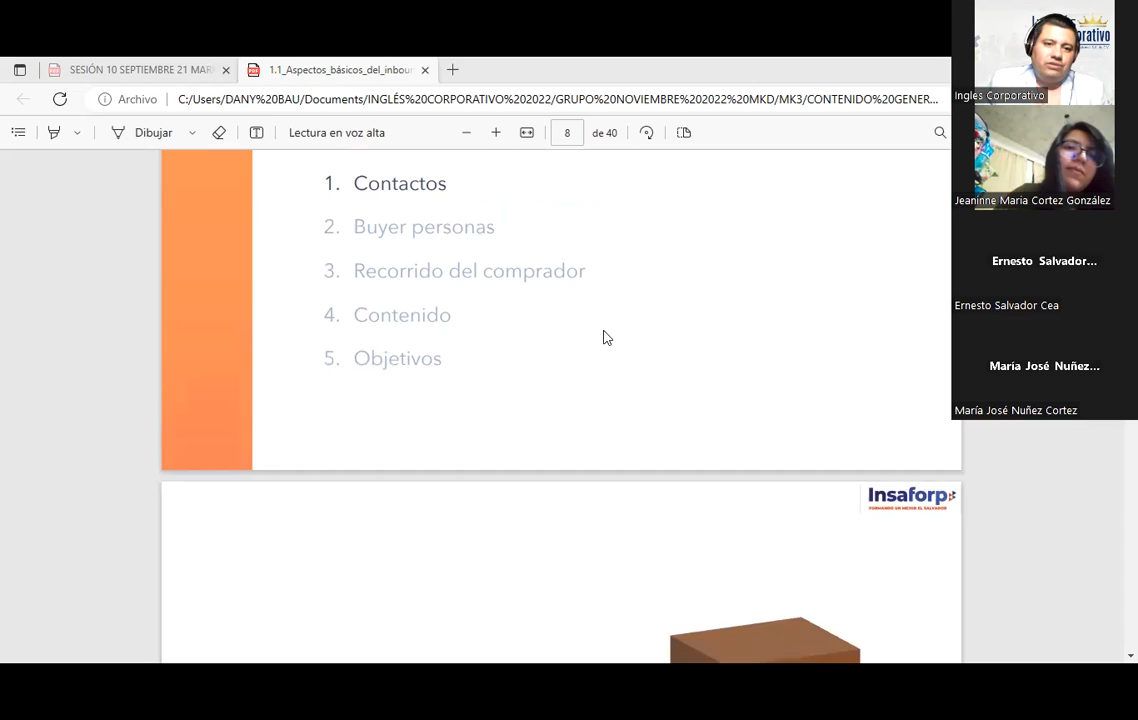 SESIÓN 10 SEPTIEMBRE 21 MAR
1.1_Aspectos_básicos_del_inbou
Archivo
C:/Users/DANY%20BAU/Documents/INGLÉS%20CORPORATIVO%202022/GRUPO%20NOVIEMBRE%202022%20MKD/MK3/CONTENIDO%20GENER...
Dibujar
Lectura en voz alta
8
de 40
1. Contactos
2. Buyer personas
3. Recorrido del comprador
4. Contenido
5. Objetivos
Insaforp
FORMANDO UN MEJOR EL SALVADOR
Ingles Corporativo
Jeaninne Maria Cortez González
Ernesto Salvador...
Ernesto Salvador Cea
María José Nuñez...
María José Nuñez Cortez